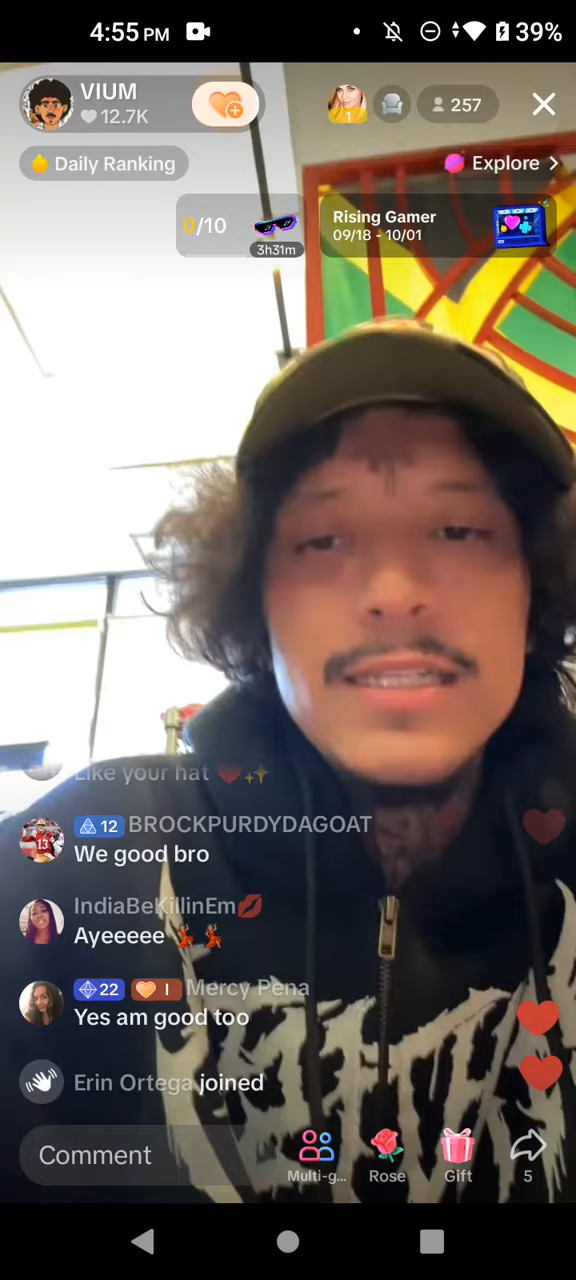 4:55 PM
39%
VIUM
12.7K
1
257
Daily Ranking
Explore >
0/10
3h31m
Rising Gamer
09/18 - 10/01
Like your hat ❤️✨
12 BROCKPURDYDAGOAT
We good bro
IndiaBeKillinEm💋
Ayeeeee 💃💃
22 I Mercy Pena
Yes am good too
Erin Ortega joined
Comment
Multi-g...
Rose
Gift
5